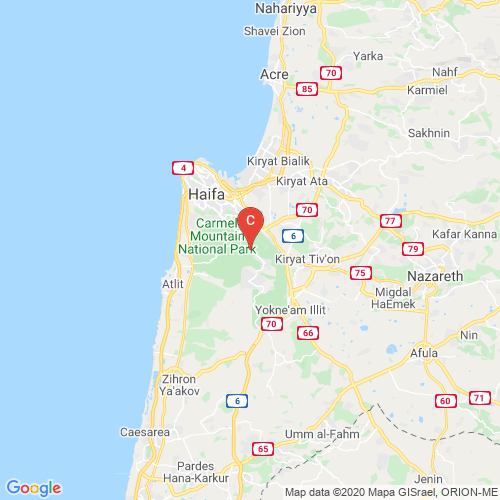 Nahariyya
Shavei Zion
Yarka
Acre
70
Nahf
85
Karmiel
Sakhnin
Kiryat Bialik
4
Kiryat Ata
Haifa
70
77
C
Carmel
Mountain
National Park
6
Kafar Kanna
79
Kiryat Tiv'on
75
Nazareth
Atlit
Migdal
HaEmek
Yokne'am Illit
70
66
Nin
Afula
Zihron
Ya'akov
6
60
71
Caesarea
Umm al-Fahm
65
Pardes
Hana-Karkur
Jenin
Google
Map data ©2020 Mapa GISrael, ORION-ME